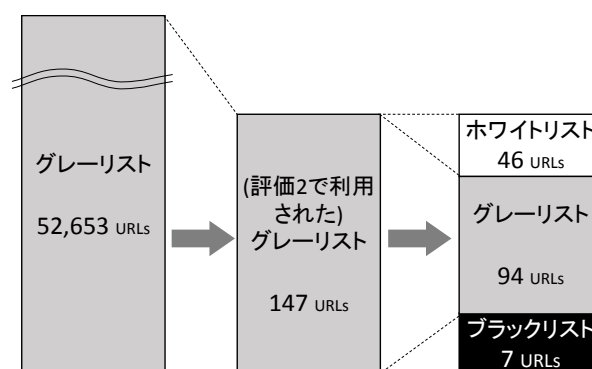 グレーリスト
52,653 URLs
(評価2で利用
された)
グレーリスト
147 URLs
ホワイトリスト
46 URLs
グレーリスト
94 URLs
ブラックリスト
7 URLs